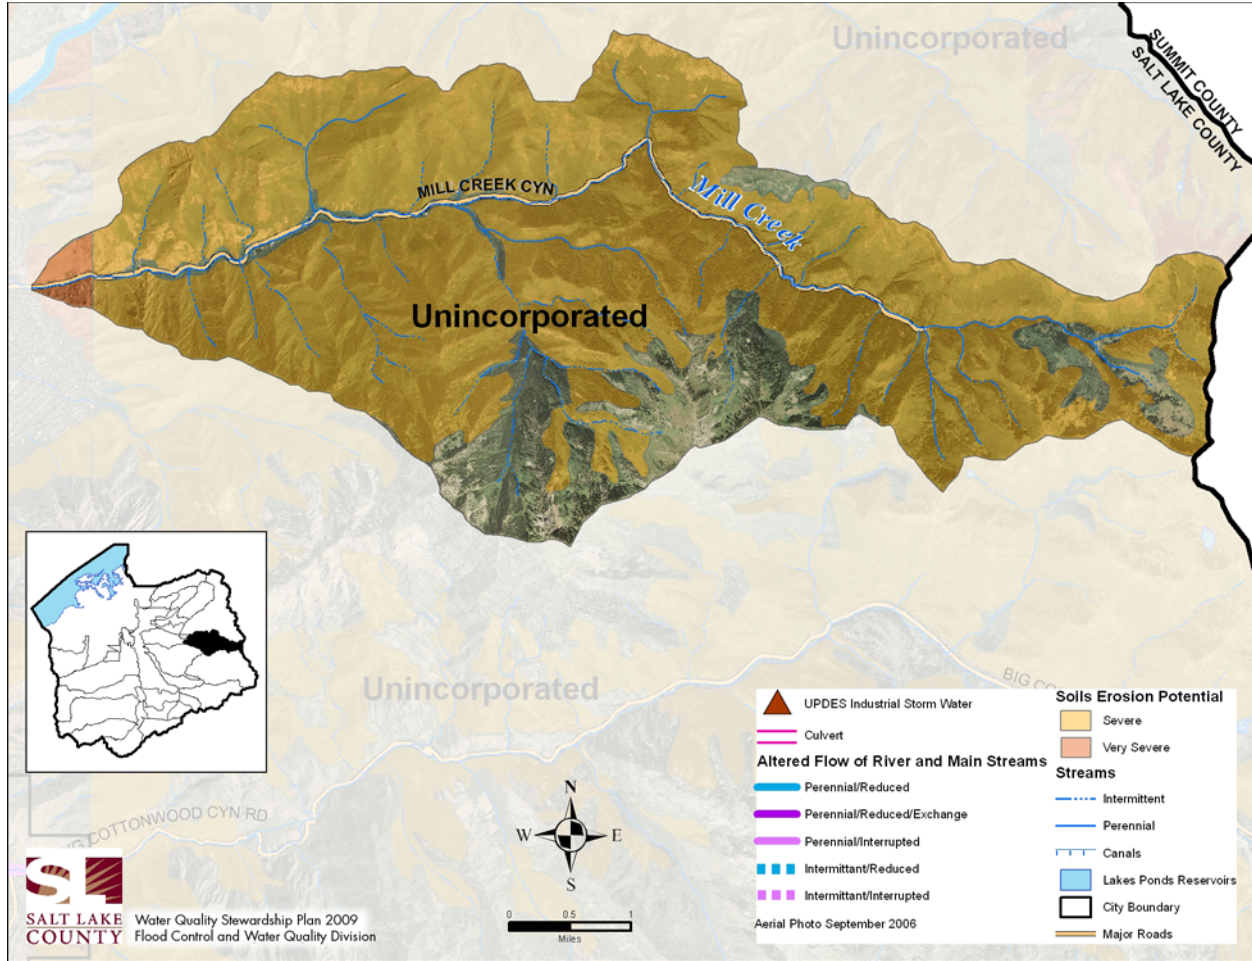 Unincorporated
SUMMIT COUNTY
SALT LAKE COUNTY
MILL CREEK CYN
Mill Creek
Unincorporated
Unincorporated
BIG CO
BIG COTTONWOOD CYN RD
N
W E
S
0 0.5 1
Miles
SL
SALT LAKE
COUNTY
Water Quality Stewardship Plan 2009
Flood Control and Water Quality Division
UPDES Industrial Storm Water
Culvert
Altered Flow of River and Main Streams
Perennial/Reduced
Perennial/Reduced/Exchange
Perennial/Interrupted
Intermittant/Reduced
Intermittant/Interrupted
Aerial Photo September 2006
Soils Erosion Potential
Severe
Very Severe
Streams
Intermittent
Perennial
Canals
Lakes Ponds Reservoirs
City Boundary
Major Roads